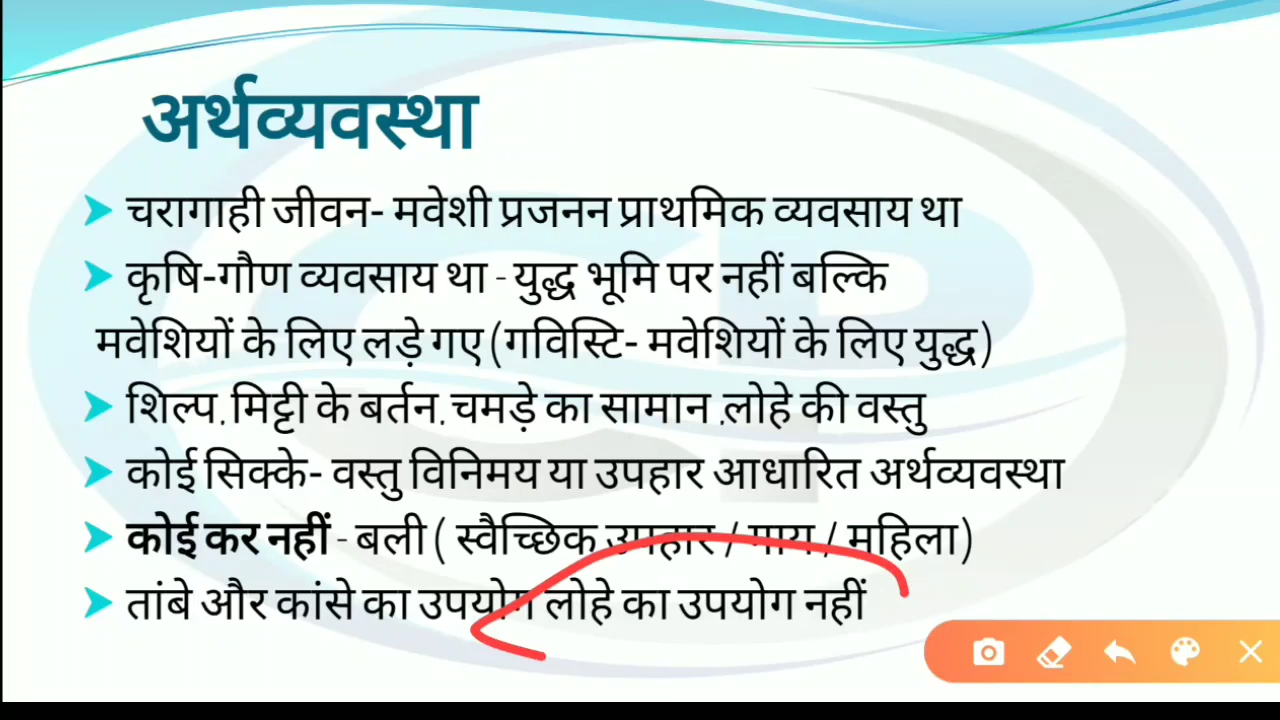 अर्थव्यवस्था
चरागाही जीवन- मवेशी प्रजनन प्राथमिक व्यवसाय था
कृषि-गौण व्यवसाय था - युद्ध भूमि पर नहीं बल्कि
मवेशियों के लिए लड़े गए (गविस्टि- मवेशियों के लिए युद्ध)
शिल्प, मिट्टी के बर्तन, चमड़े का सामान ,लोहे की वस्तु
कोई सिक्के- वस्तु विनिमय या उपहार आधारित अर्थव्यवस्था
कोई कर नहीं - बली ( स्वैच्छिक उपहार / गाय / महिला)
तांबे और कांसे का उपयोग लोहे का उपयोग नहीं